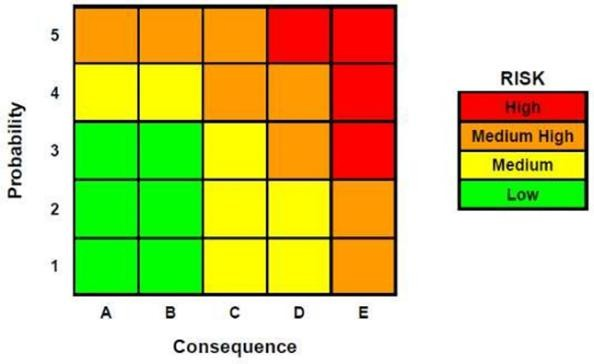 5
4
3
2
1
Probability
A B C D E
Consequence
RISK
High
Medium High
Medium
Low